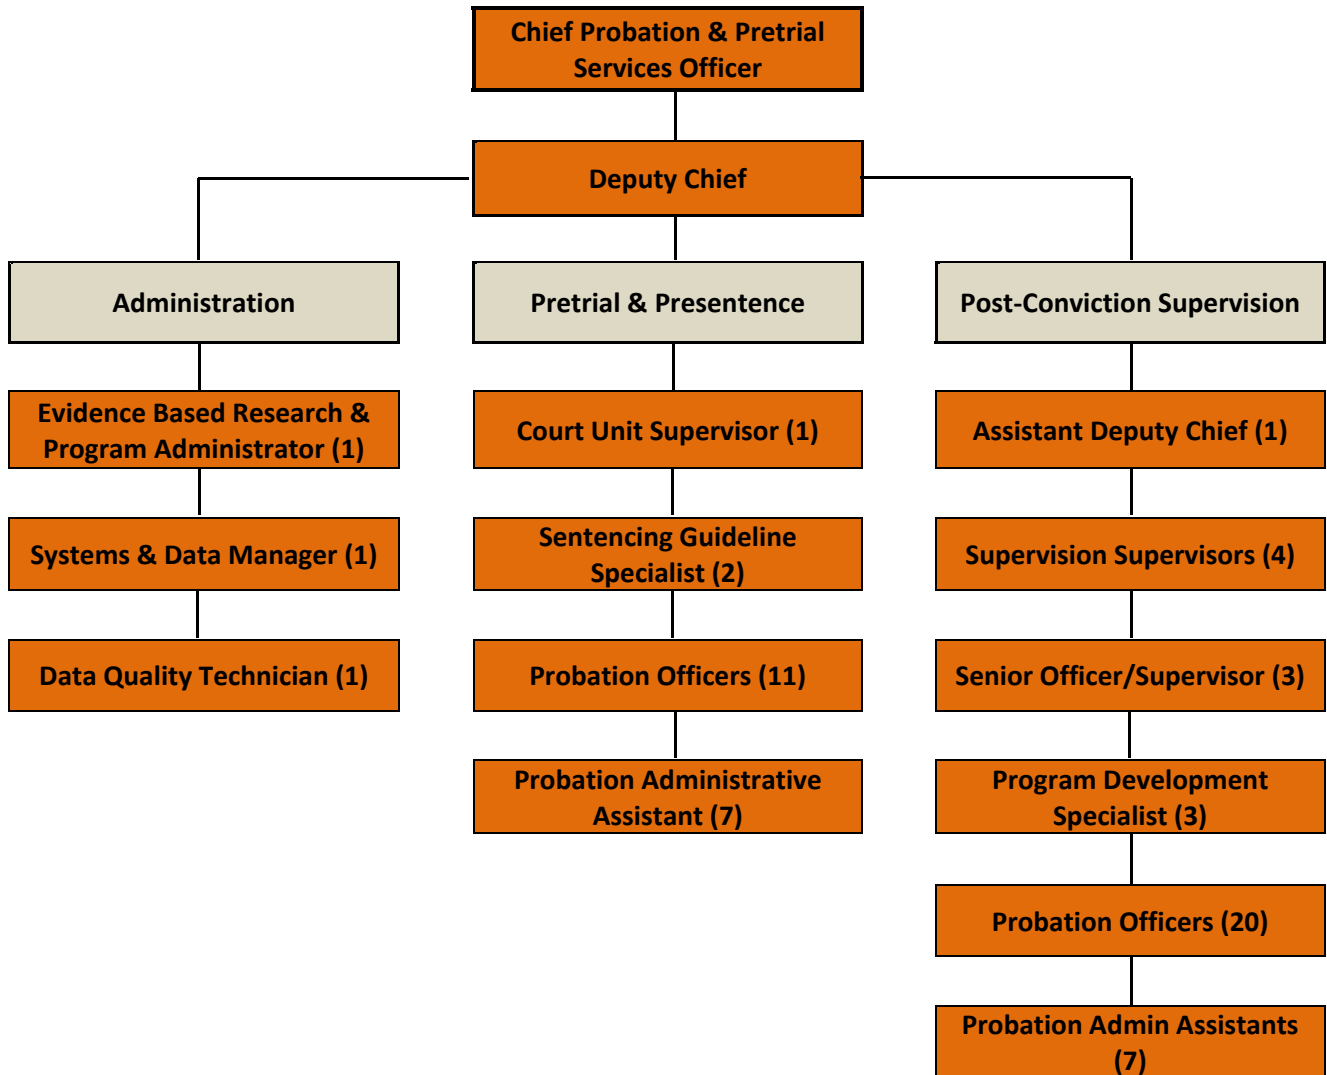 Chief Probation & Pretrial
Services Officer
Deputy Chief
Administration
Pretrial & Presentence
Post-Conviction Supervision
Evidence Based Research &
Program Administrator (1)
Court Unit Supervisor (1)
Assistant Deputy Chief (1)
Systems & Data Manager (1)
Sentencing Guideline
Specialist (2)
Supervision Supervisors (4)
Data Quality Technician (1)
Probation Officers (11)
Senior Officer/Supervisor (3)
Probation Administrative
Assistant (7)
Program Development
Specialist (3)
Probation Officers (20)
Probation Admin Assistants
(7)